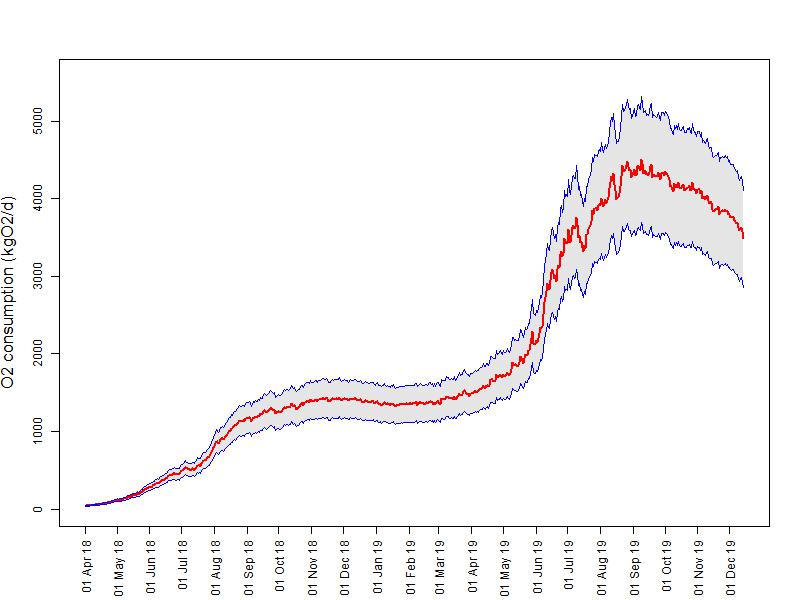 O2 consumption (kgO2/d)
5000
4000
3000
2000
1000
0
01 Apr 18
01 May 18
01 Jun 18
01 Jul 18
01 Aug 18
01 Sep 18
01 Oct 18
01 Nov 18
01 Dec 18
01 Jan 19
01 Feb 19
01 Mar 19
01 Apr 19
01 May 19
01 Jun 19
01 Jul 19
01 Aug 19
01 Sep 19
01 Oct 19
01 Nov 19
01 Dec 19